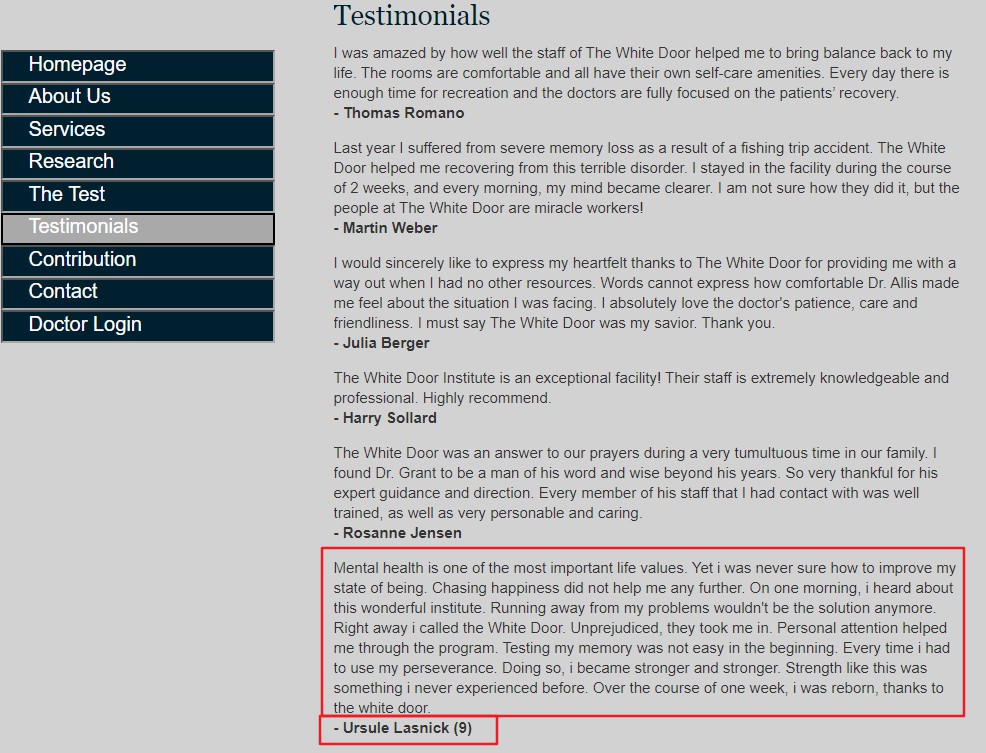 Testimonials
Homepage
About Us
Services
Research
The Test
Testimonials
Contribution
Contact
Doctor Login
I was amazed by how well the staff of The White Door helped me to bring balance back to my
life. The rooms are comfortable and all have their own self-care amenities. Every day there is
enough time for recreation and the doctors are fully focused on the patients’ recovery.
- Thomas Romano
Last year I suffered from severe memory loss as a result of a fishing trip accident. The White
Door helped me recovering from this terrible disorder. I stayed in the facility during the course
of 2 weeks, and every morning, my mind became clearer. I am not sure how they did it, but the
people at The White Door are miracle workers!
- Martin Weber
I would sincerely like to express my heartfelt thanks to The White Door for providing me with a
way out when I had no other resources. Words cannot express how comfortable Dr. Allis made
me feel about the situation I was facing. I absolutely love the doctor's patience, care and
friendliness. I must say The White Door was my savior. Thank you.
- Julia Berger
The White Door Institute is an exceptional facility! Their staff is extremely knowledgeable and
professional. Highly recommend.
- Harry Sollard
The White Door was an answer to our prayers during a very tumultuous time in our family. I
found Dr. Grant to be a man of his word and wise beyond his years. So very thankful for his
expert guidance and direction. Every member of his staff that I had contact with was well
trained, as well as very personable and caring.
- Rosanne Jensen
Mental health is one of the most important life values. Yet i was never sure how to improve my
state of being. Chasing happiness did not help me any further. On one morning, i heard about
this wonderful institute. Running away from my problems wouldn't be the solution anymore.
Right away i called the White Door. Unprejudiced, they took me in. Personal attention helped
me through the program. Testing my memory was not easy in the beginning. Every time i had
to use my perseverance. Doing so, i became stronger and stronger. Strength like this was
something i never experienced before. Over the course of one week, i was reborn, thanks to
the white door.
- Ursule Lasnick (9)